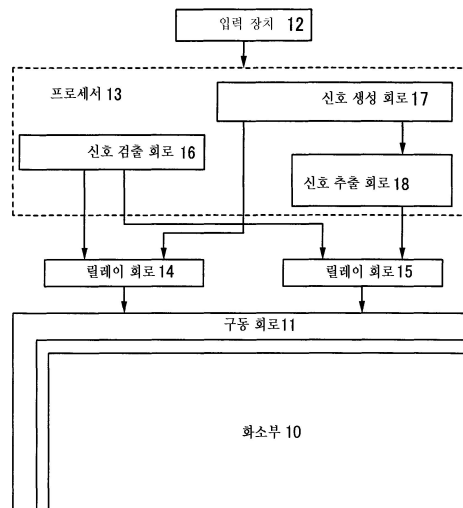 입력 장치 12
프로세서 13
신호 생성 회로 17
신호 검출 회로 16
신호 추출 회로 18
릴레이 회로 14
릴레이 회로 15
구동 회로11
화소부 10